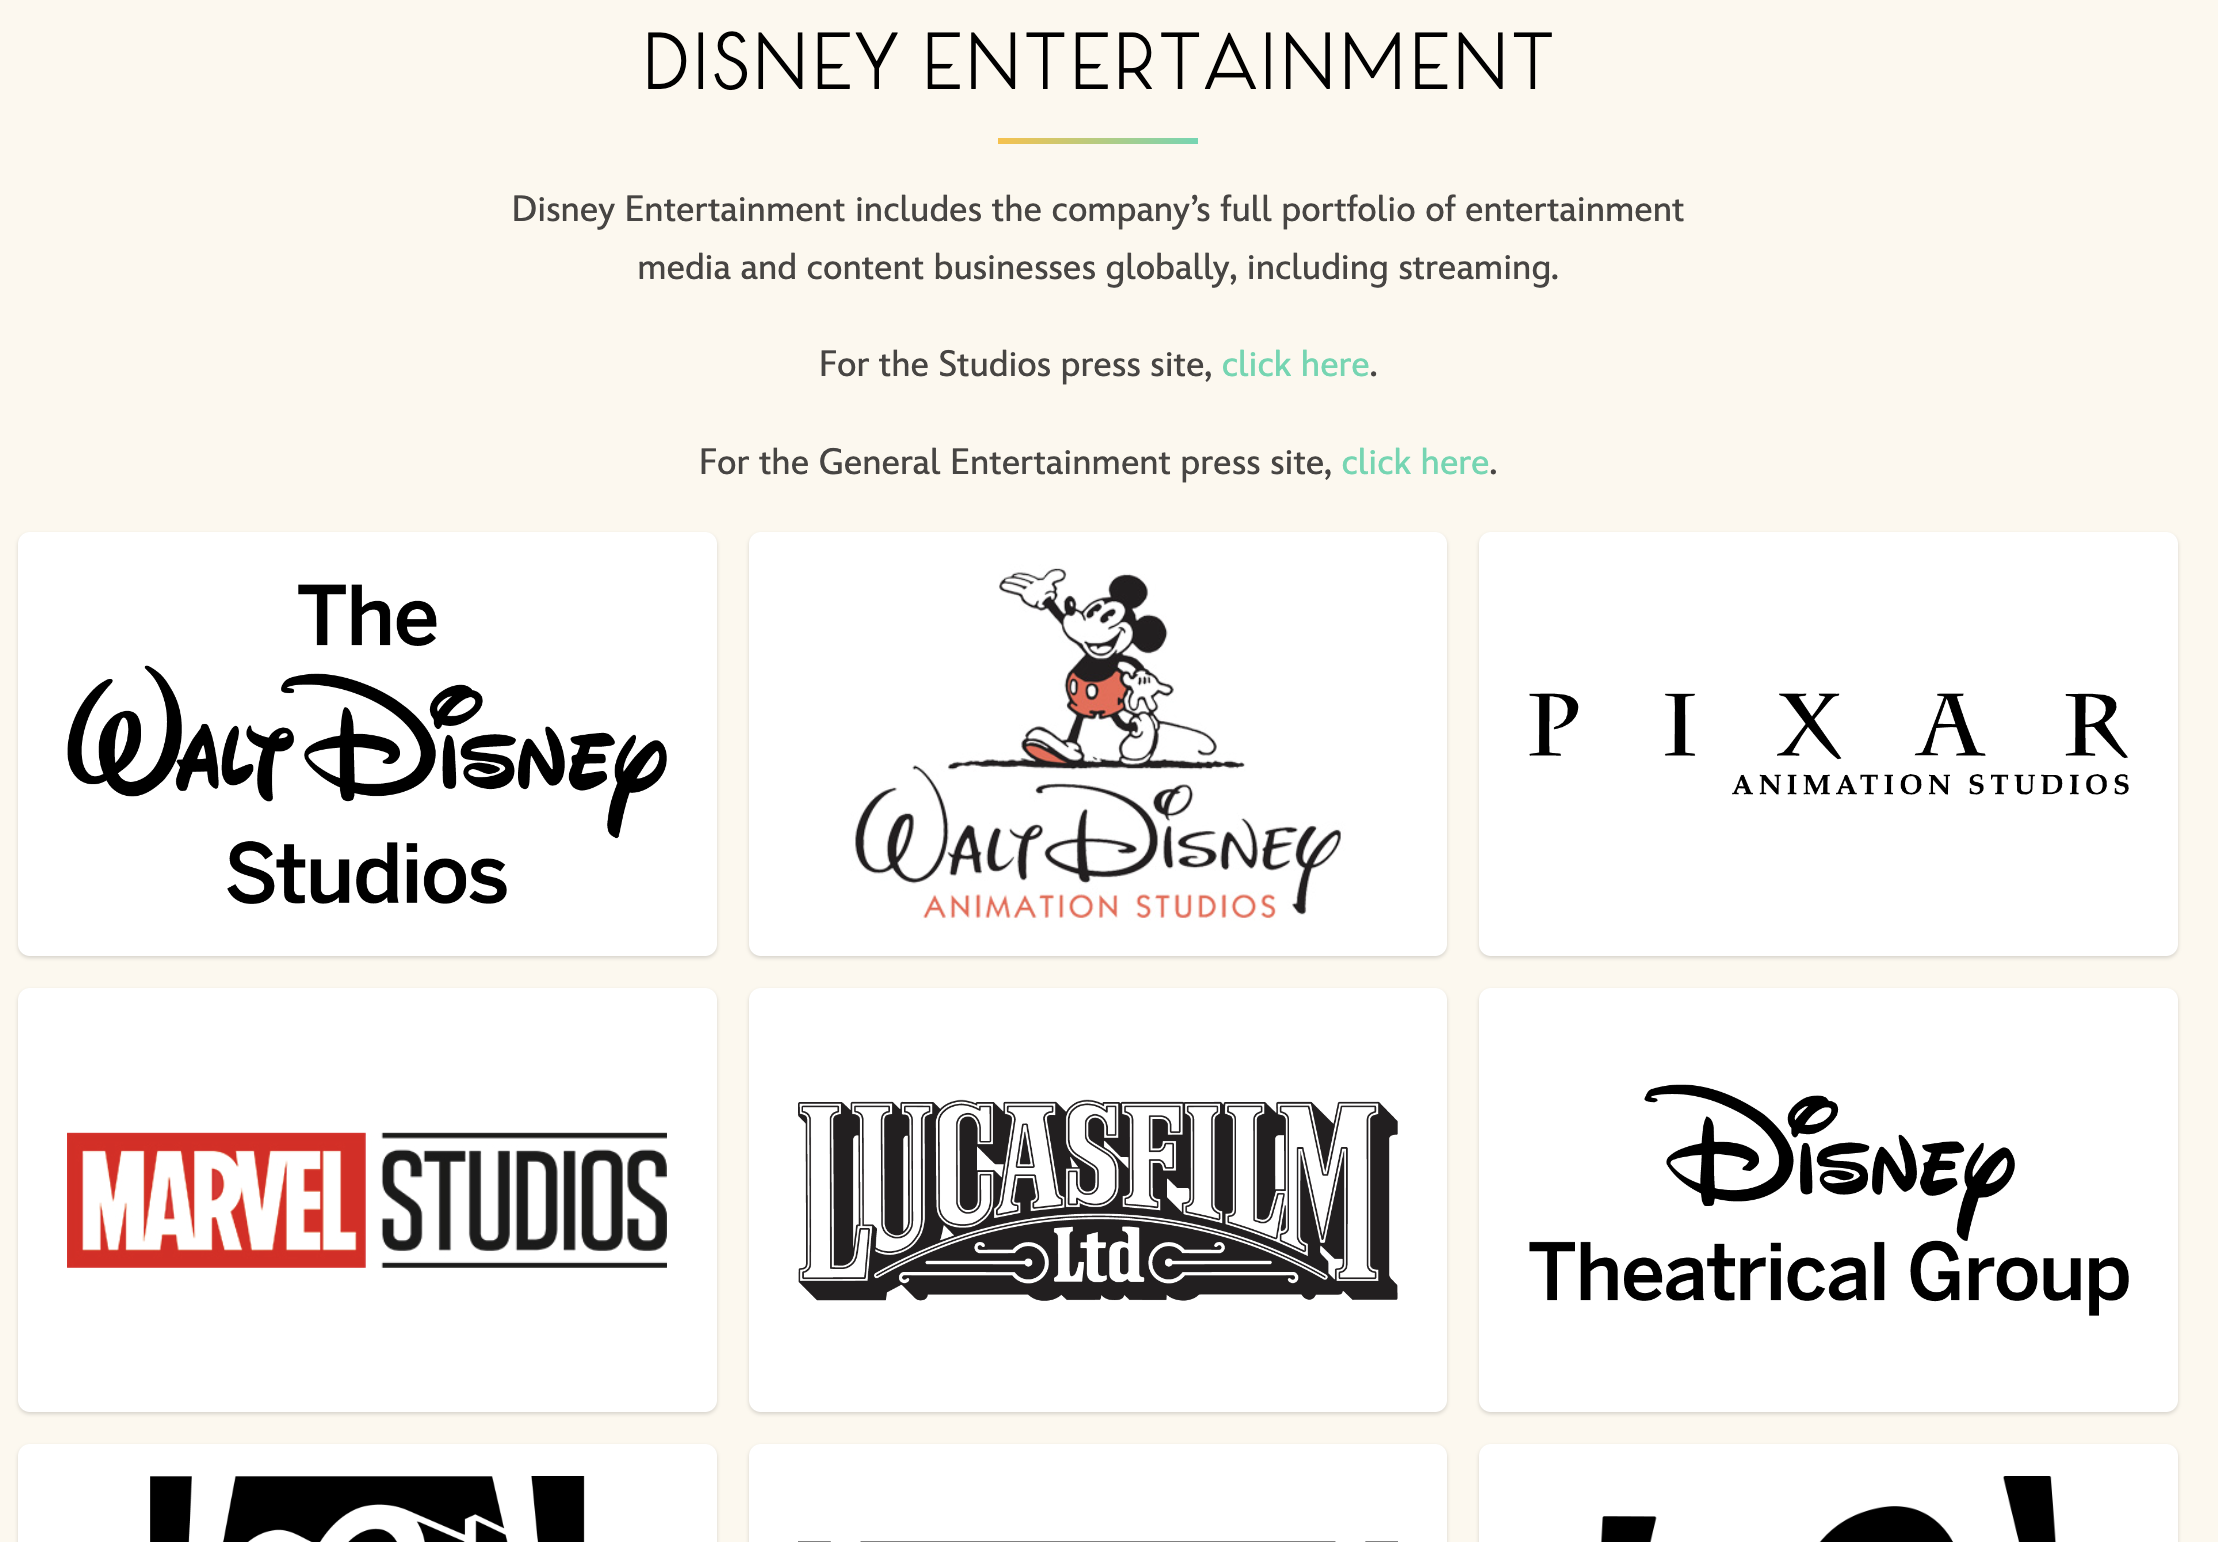 DISNEY ENTERTAINMENT
Disney Entertainment includes the company’s full portfolio of entertainment
media and content businesses globally, including streaming.
For the Studios press site, click here.
For the General Entertainment press site, click here.
The
WALT DISNEY
Studios
WALT DISNEY
ANIMATION STUDIOS
PIXAR
ANIMATION STUDIOS
MARVEL STUDIOS
LUCASFILM
Ltd
DISNEY
Theatrical Group